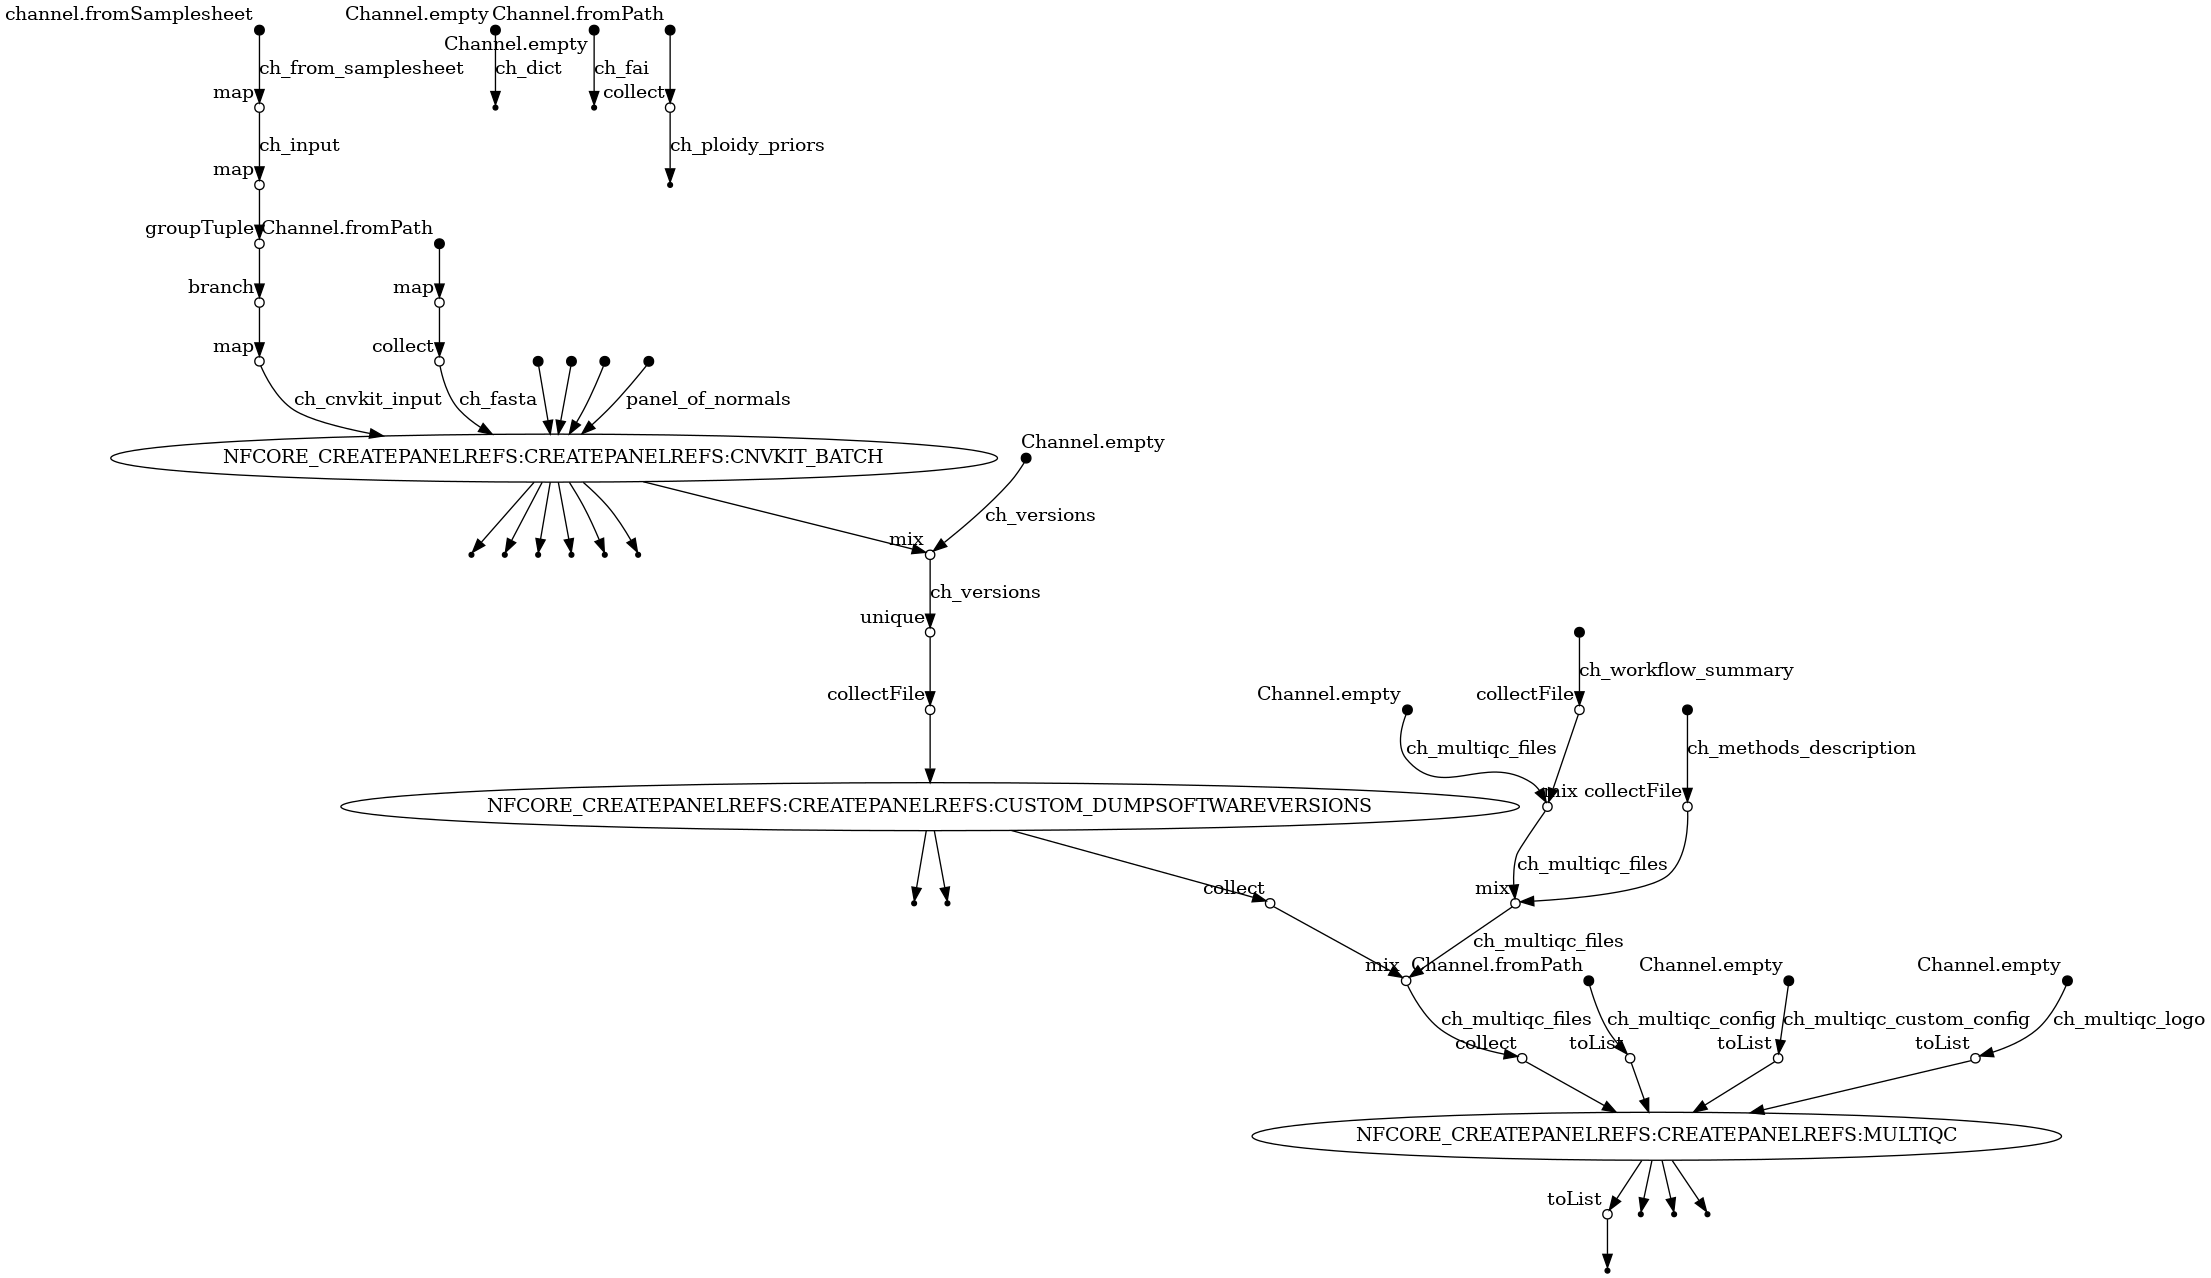 channel.fromSamplesheet
Channel.empty
Channel.fromPath
Channel.empty
ch_from_samplesheet
ch_dict
ch_fai
map
collect
ch_input
ch_ploidy_priors
map
groupTuple
Channel.fromPath
branch
map
map
collect
ch_cnvkit_input
ch_fasta
panel_of_normals
Channel.empty
NFCORE_CREATEPANELREFS:CREATEPANELREFS:CNVKIT_BATCH
ch_versions
mix
ch_versions
unique
ch_workflow_summary
collectFile
Channel.empty
collectFile
ch_multiqc_files
ch_methods_description
mix
collectFile
NFCORE_CREATEPANELREFS:CREATEPANELREFS:CUSTOM_DUMPSOFTWAREVERSIONS
ch_multiqc_files
collect
mix
ch_multiqc_files
mix
Channel.fromPath
Channel.empty
Channel.empty
ch_multiqc_files
ch_multiqc_config
ch_multiqc_custom_config
ch_multiqc_logo
collect
toList
toList
toList
NFCORE_CREATEPANELREFS:CREATEPANELREFS:MULTIQC
toList